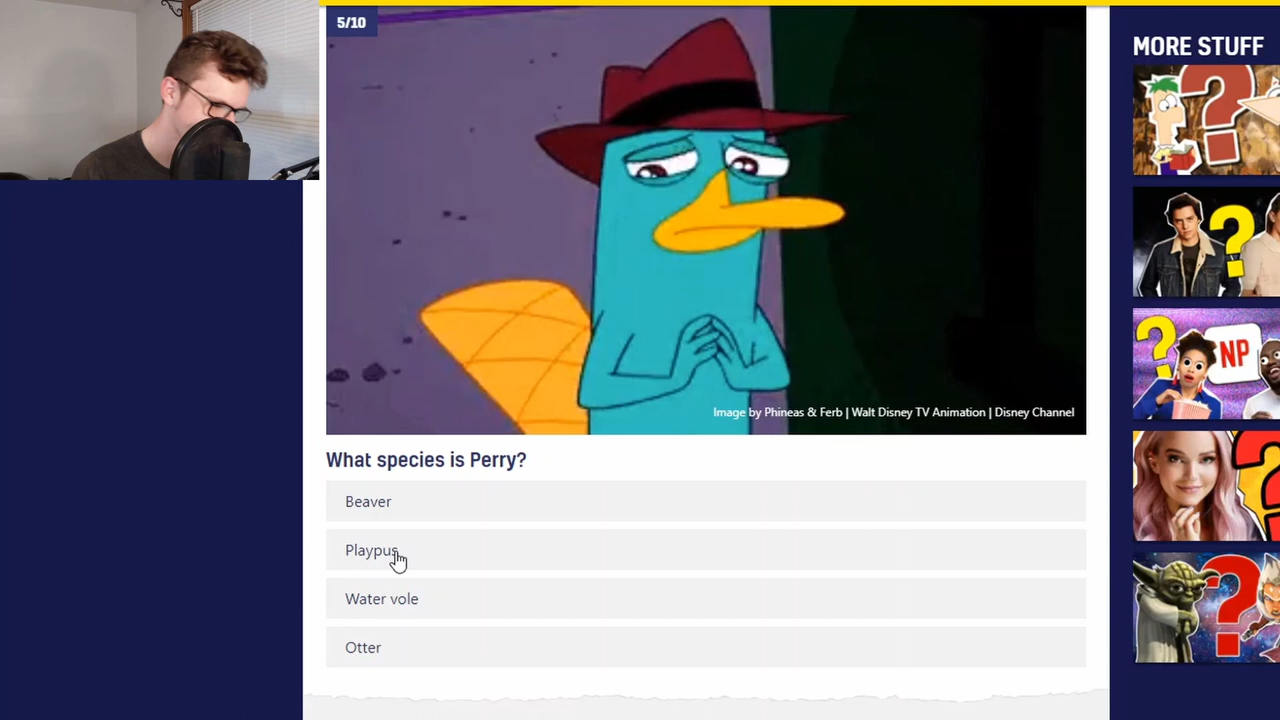 5/10
MORE STUFF
?
?
?
NP
?
?
Image by Phineas & Ferb | Walt Disney TV Animation | Disney Channel
What species is Perry?
Beaver
Playpus
Water vole
Otter